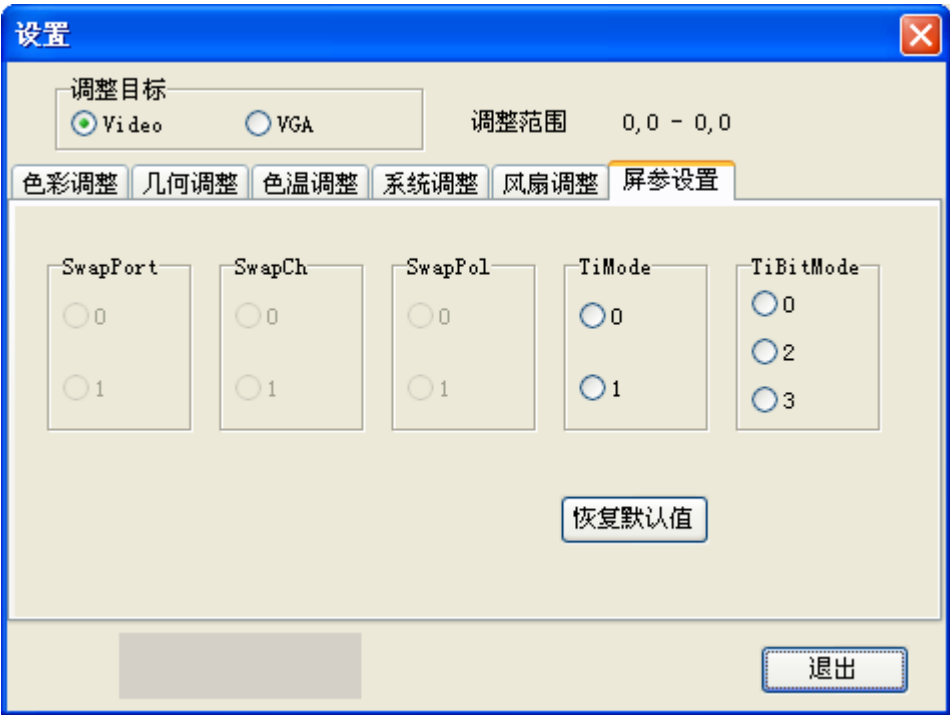 设置
调整目标
Video VGA 调整范围 0,0 - 0,0
色彩调整 几何调整 色温调整 系统调整 风扇调整 屏参设置
SwapPort SwapCh SwapPol TiMode TiBitMode
0 0 0 0 0
2
1 1 1 1 3
恢复默认值
退出